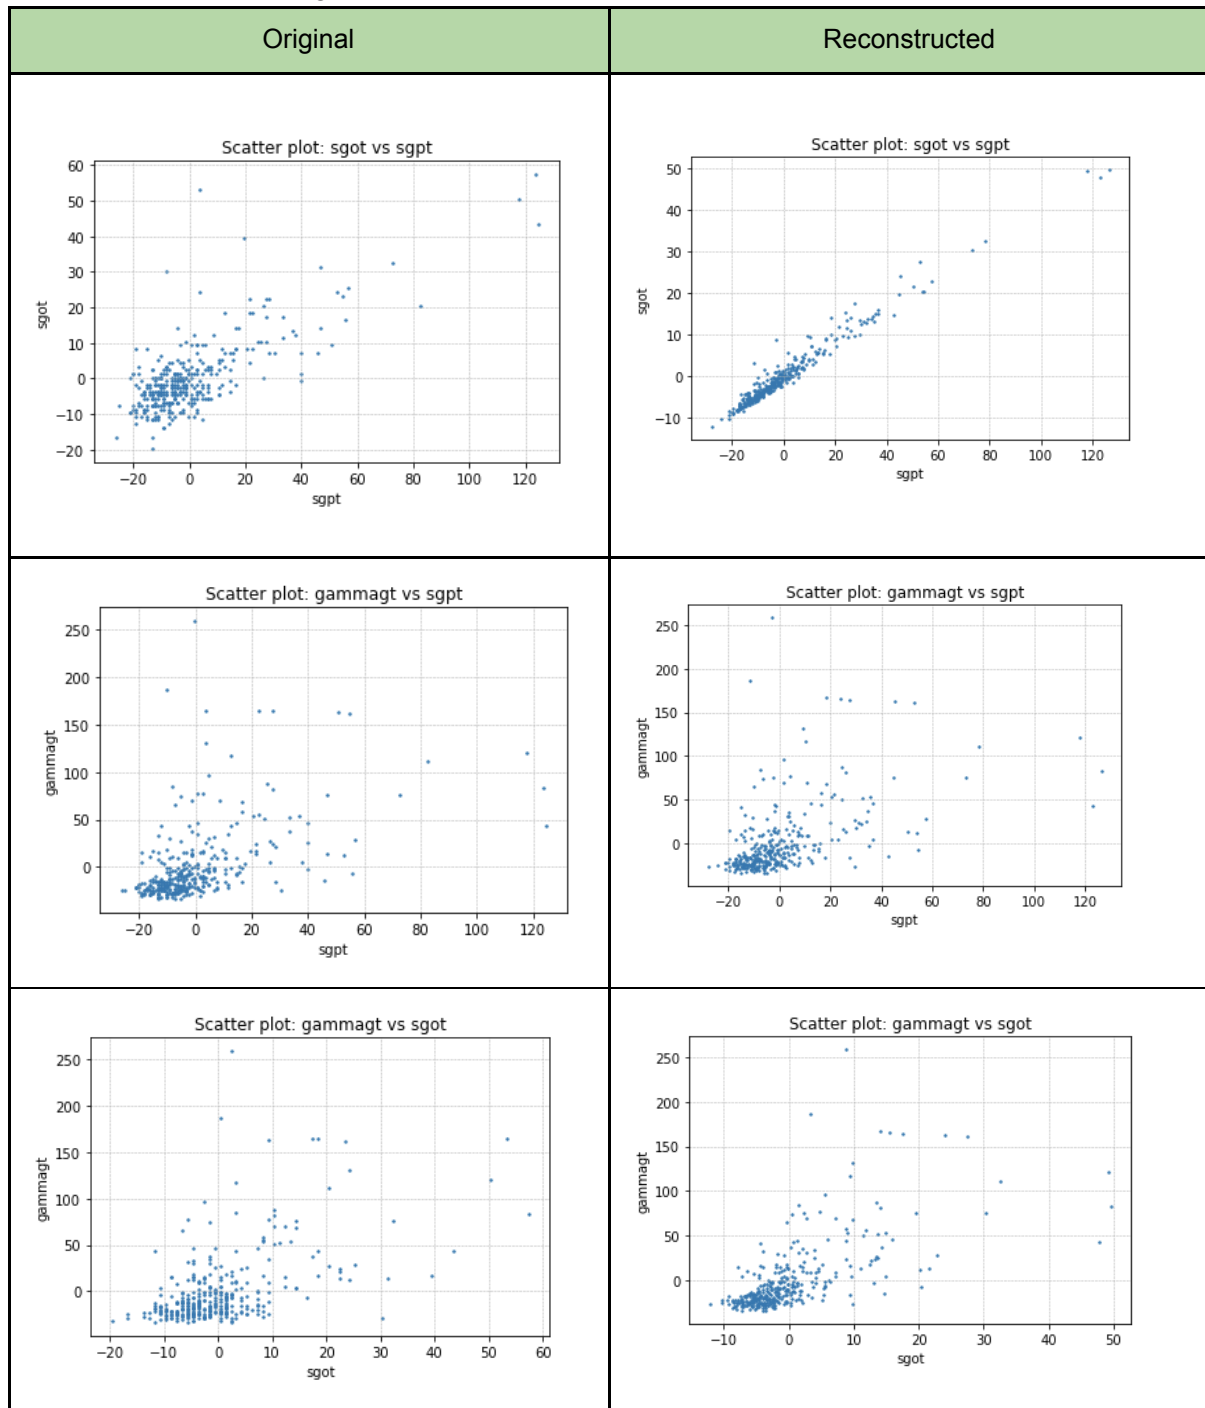 Original
Reconstructed
Scatter plot: sgot vs sgpt
60
50
40
30
20
10
0
−10
−20
sgot
−20 0 20 40 60 80 100 120
sgpt
Scatter plot: sgot vs sgpt
50
40
30
20
10
0
−10
sgot
−20 0 20 40 60 80 100 120
sgpt
Scatter plot: gammagt vs sgpt
250
200
150
100
50
0
gammagt
−20 0 20 40 60 80 100 120
sgpt
Scatter plot: gammagt vs sgpt
250
200
150
100
50
0
gammagt
−20 0 20 40 60 80 100 120
sgpt
Scatter plot: gammagt vs sgot
250
200
150
100
50
0
gammagt
−20 −10 0 10 20 30 40 50 60
sgot
Scatter plot: gammagt vs sgot
250
200
150
100
50
0
gammagt
−10 0 10 20 30 40 50
sgot